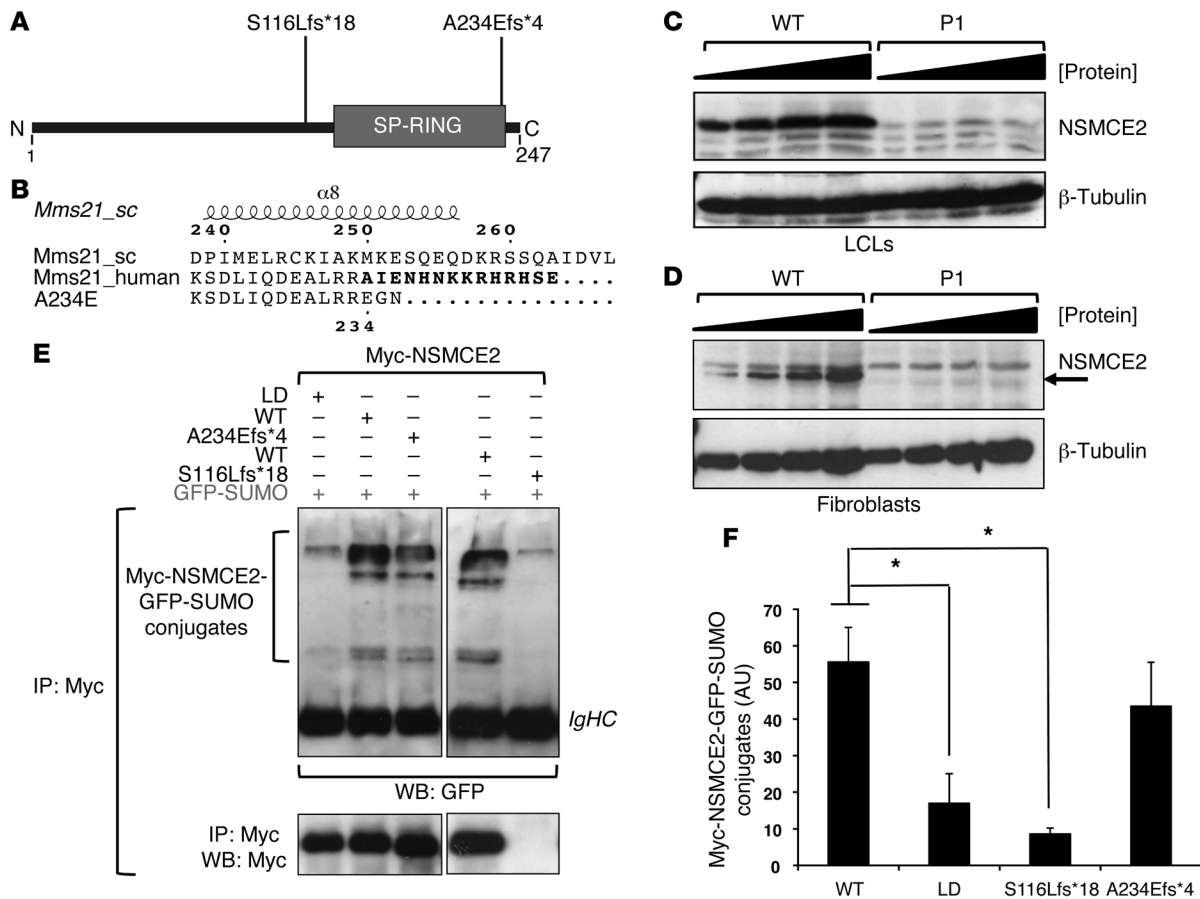 A
S116Lfs*18
A234Efs*4
N
SP-RING
C
1
247
B
α8
Mms21_sc
240 250 260
Mms21_sc DPIMELRCKIAKMKESQEQDKRSSQAIDVL
Mms21_human KSDLIQDEALRRAIENHNKKRHRHSE....
A234E KSDLIQDEALRREGN...............
234
C
WT P1
[Protein]
NSMCE2
β-Tubulin
LCLs
D
WT P1
[Protein]
NSMCE2
β-Tubulin
Fibroblasts
E
Myc-NSMCE2
LD + – – – –
WT – + – – –
A234Efs*4 – – + – –
WT – – – + –
S116Lfs*18 – – – – +
GFP-SUMO + + + + +
Myc-NSMCE2-
GFP-SUMO
conjugates
IP: Myc
IgHC
WB: GFP
IP: Myc
WB: Myc
F
*
*
Myc-NSMCE2-GFP-SUMO
conjugates (AU)
70
60
50
40
30
20
10
0
WT LD S116Lfs*18 A234Efs*4